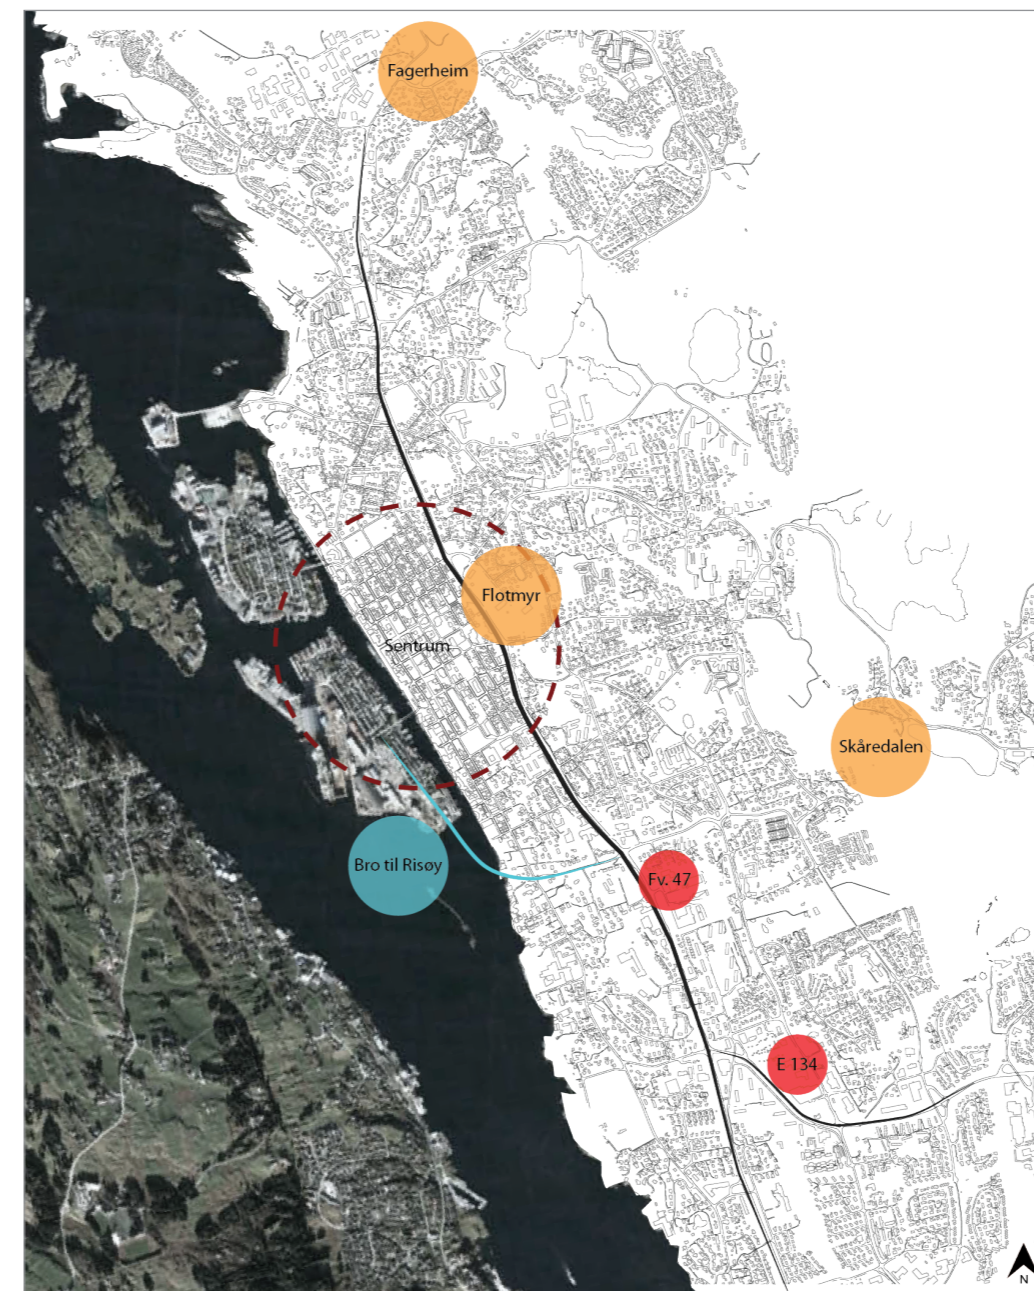 Fagerheim
Flotmyr
Sentrum
Skåredalen
Bro til Risøy
Fv. 47
E 134
N